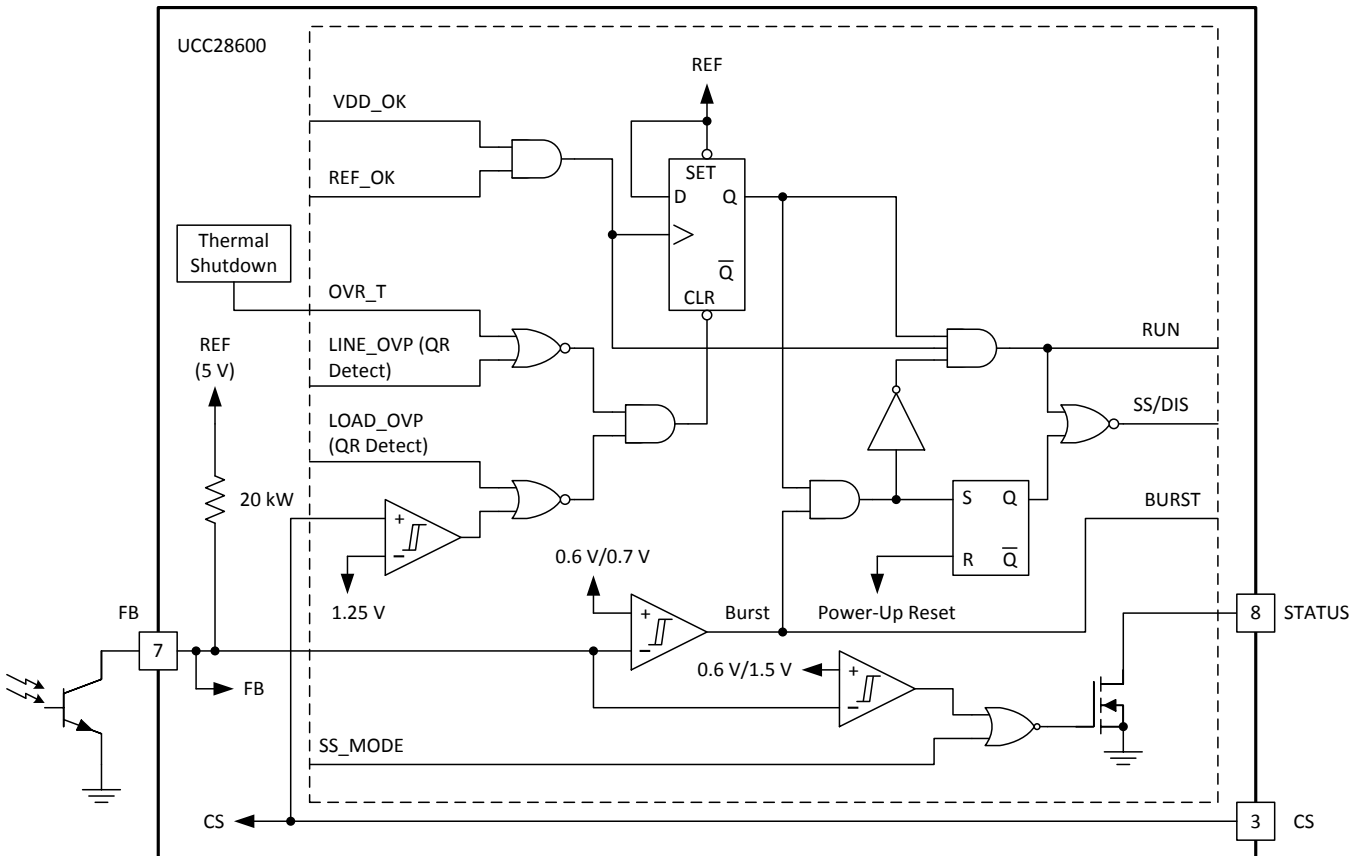 UCC28600
REF
VDD_OK
REF_OK
SET
D
Q
Q
CLR
Thermal
Shutdown
OVR_T
REF
(5 V)
LINE_OVP (QR
Detect)
RUN
LOAD_OVP
(QR Detect)
SS/DIS
20 kW
+
−
S
Q
R
Q
BURST
1.25 V
0.6 V/0.7 V
+
−
Burst
Power-Up Reset
FB
7
8
STATUS
0.6 V/1.5 V
+
−
FB
SS_MODE
CS
3
CS